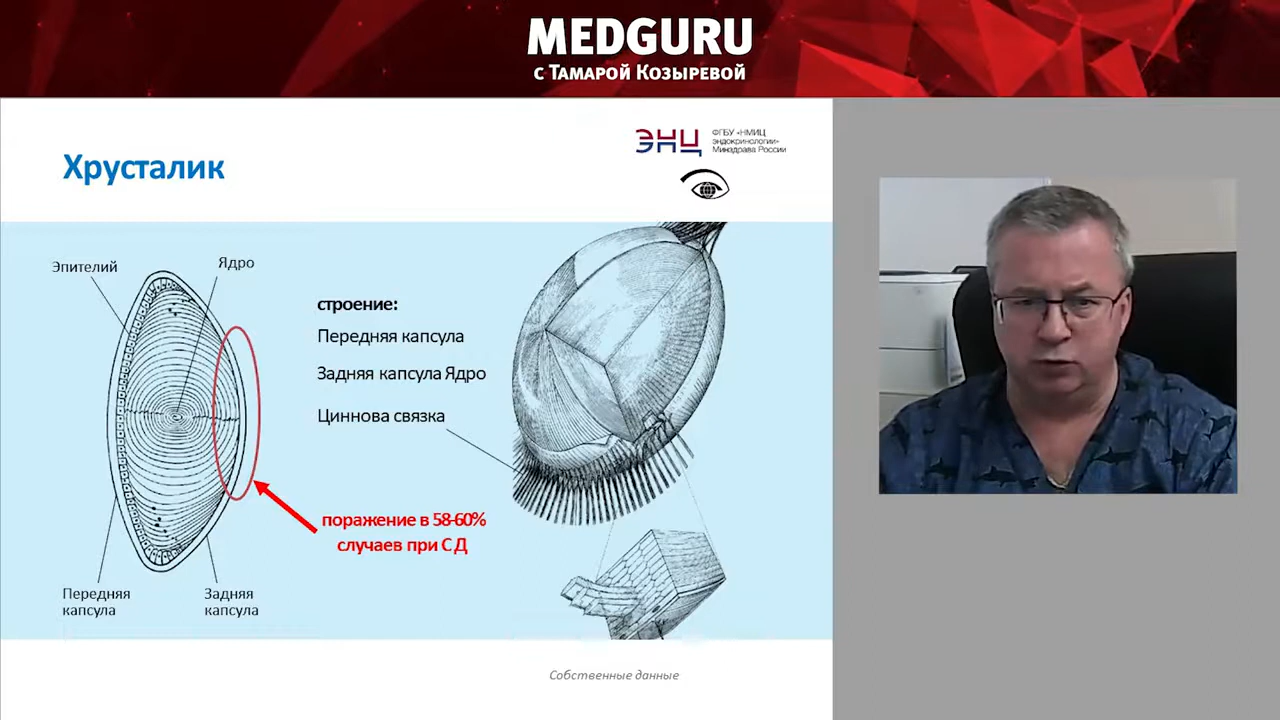 MEDGURU
с Тамарой Козыревой
Хрусталик
ЭНЦ
ФГБУ «НМИЦ
эндокринологии»
Минздрава России
Эпителий
Ядро
строение:
Передняя капсула
Задняя капсула Ядро
Циннова связка
поражение в 58-60%
случаев при СД
Передняя
капсула
Задняя
капсула
Собственные данные